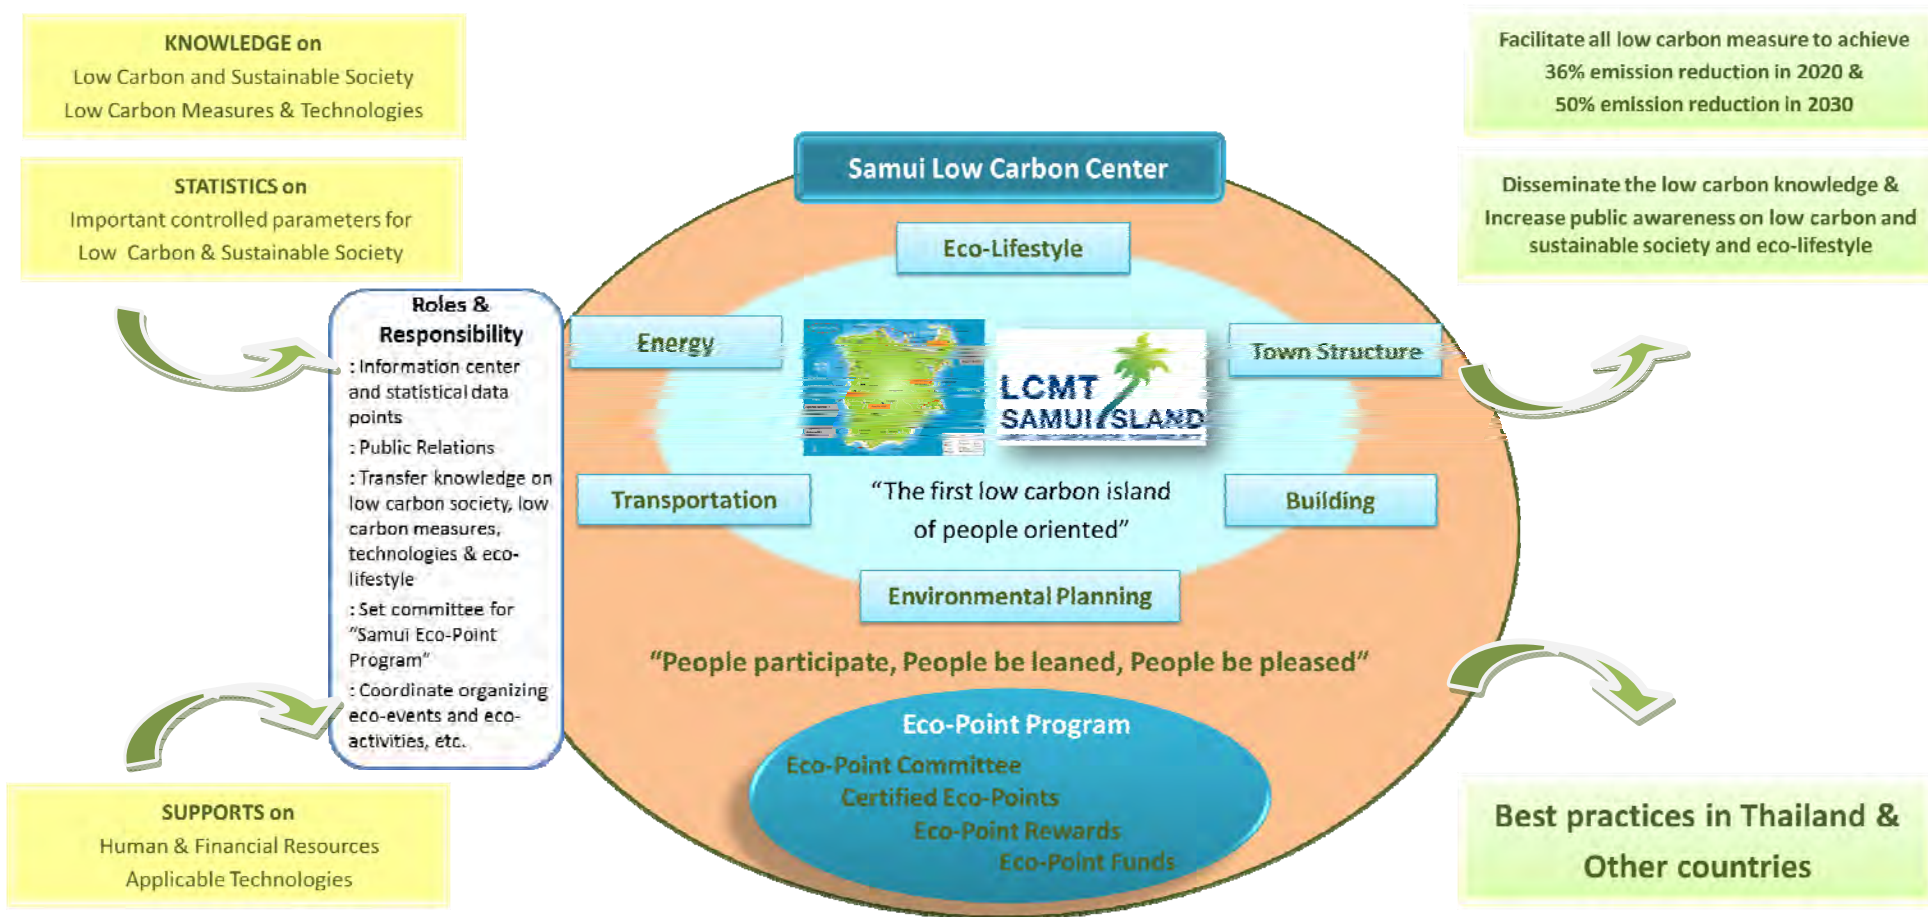 KNOWLEDGE on
Low Carbon and Sustainable Society
Low Carbon Measures & Technologies
STATISTICS on
Important controlled parameters for
Low Carbon & Sustainable Society
Roles &
Responsibility
: Information center
and statistical data
points
: Public Relations
: Transfer knowledge on
low carbon society, low
carbon measures,
technologies & eco-
lifestyle
: Set committee for
"Samui Eco-Point
Program"
: Coordinate organizing
eco-events and eco-
activities, etc.
SUPPORTS on
Human & Financial Resources
Applicable Technologies
Samui Low Carbon Center
Eco-Lifestyle
Energy
Town Structure
LCMT
SAMUI ISLAND
Transportation
"The first low carbon island
of people oriented"
Building
Environmental Planning
"People participate, People be leaned, People be pleased"
Eco-Point Program
Eco-Point Committee
Certified Eco-Points
Eco-Point Rewards
Eco-Point Funds
Facilitate all low carbon measure to achieve
36% emission reduction in 2020 &
50% emission reduction in 2030
Disseminate the low carbon knowledge &
Increase public awareness on low carbon and
sustainable society and eco-lifestyle
Best practices in Thailand &
Other countries